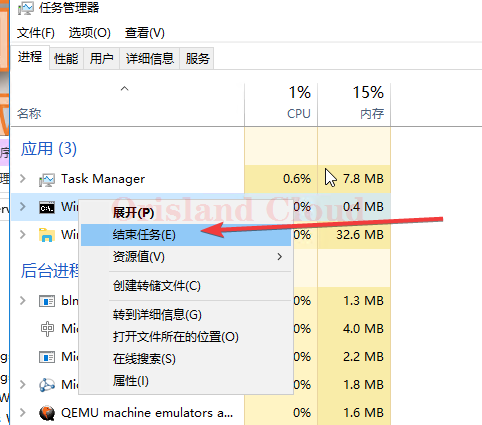 任务管理器
文件(F) 选项(O) 查看(V)
进程 性能 用户 详细信息 服务
1% 15%
名称 CPU 内存
应用 (3)
Task Manager 0.6% 7.8 MB
Wi 0% 0.4 MB
Orisland Cloud
展开(P)
结束任务(E)
Wi 0% 32.6 MB
资源值(V)
后台进程
创建转储文件(C)
blr 0% 1.3 MB
转到详细信息(G)
Mic 0% 4.0 MB
打开文件所在的位置(O)
Mic 0% 2.2 MB
在线搜索(S)
属性(I)
Mic 0% 1.8 MB
QEMU machine emulators a... 0% 1.6 MB